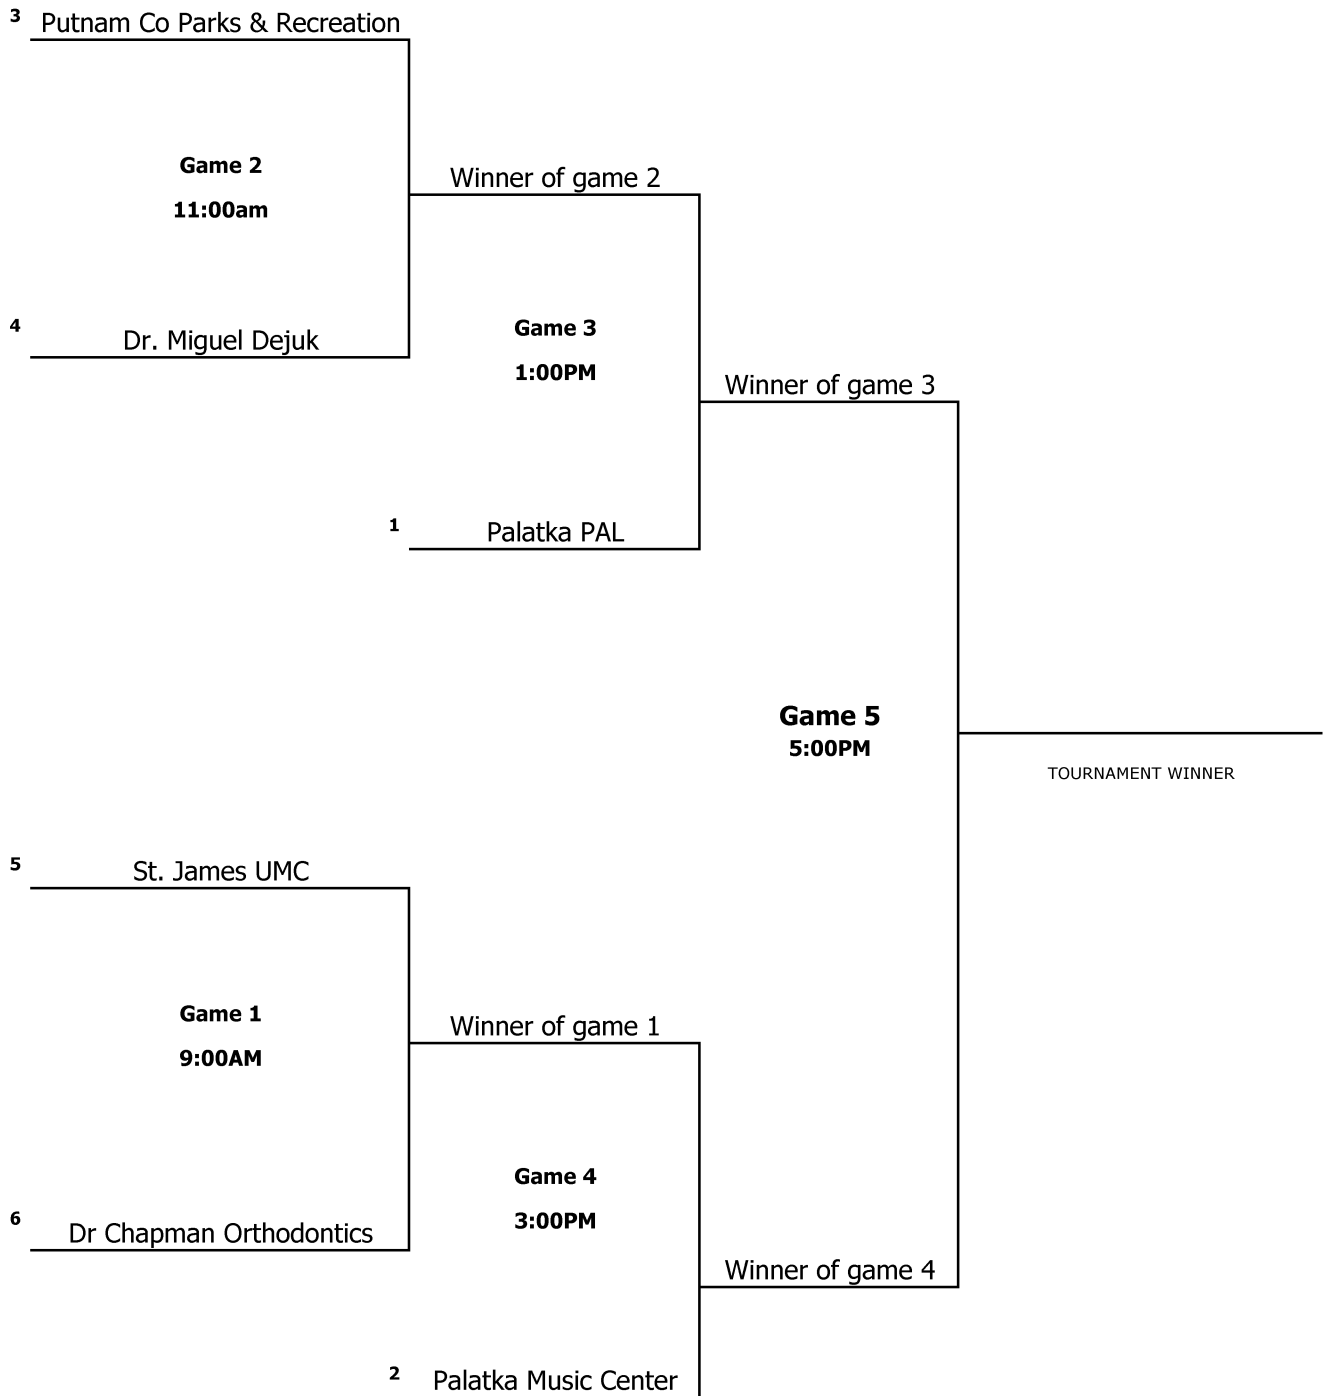 3 Putnam Co Parks & Recreation
Game 2
11:00am
Winner of game 2
4 Dr. Miguel Dejuk
Game 3
1:00PM
Winner of game 3
1 Palatka PAL
Game 5
5:00PM
TOURNAMENT WINNER
5 St. James UMC
Game 1
9:00AM
Winner of game 1
Game 4
3:00PM
6 Dr Chapman Orthodontics
Winner of game 4
2 Palatka Music Center